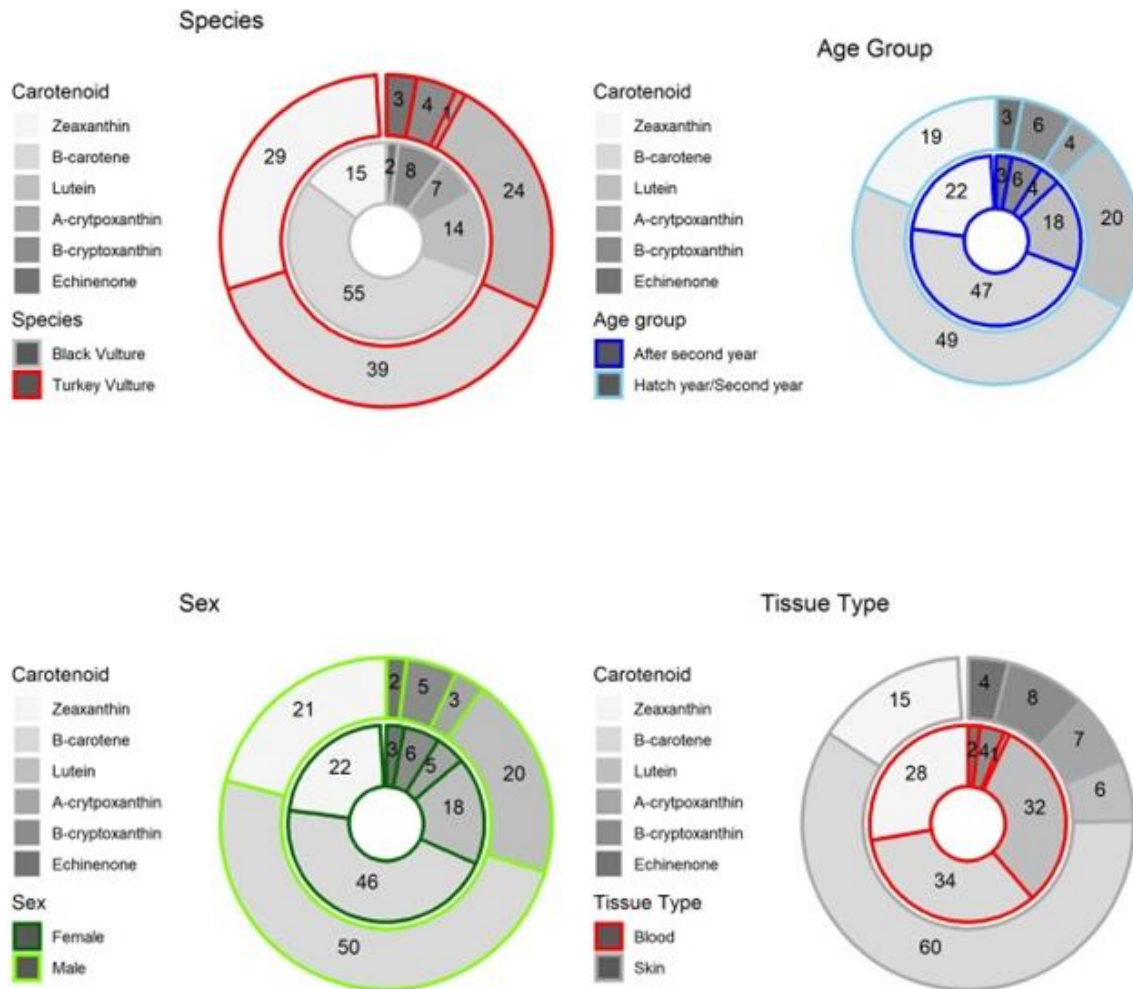 Species
Carotenoid
Zeaxanthin
B-carotene
Lutein
A-crytpoxanthin
B-cryptoxanthin
Echinenone
Species
Black Vulture
Turkey Vulture
3
4
1
24
39
29
2
8
7
14
55
15
Age Group
Carotenoid
Zeaxanthin
B-carotene
Lutein
A-crytpoxanthin
B-cryptoxanthin
Echinenone
Age group
After second year
Hatch year/Second year
3
6
4
20
49
19
3
6
4
18
47
22
Sex
Carotenoid
Zeaxanthin
B-carotene
Lutein
A-crytpoxanthin
B-cryptoxanthin
Echinenone
Sex
Female
Male
2
5
3
20
50
21
3
6
5
18
46
22
Tissue Type
Carotenoid
Zeaxanthin
B-carotene
Lutein
A-crytpoxanthin
B-cryptoxanthin
Echinenone
Tissue Type
Blood
Skin
4
8
7
6
60
15
2
4
1
32
34
28